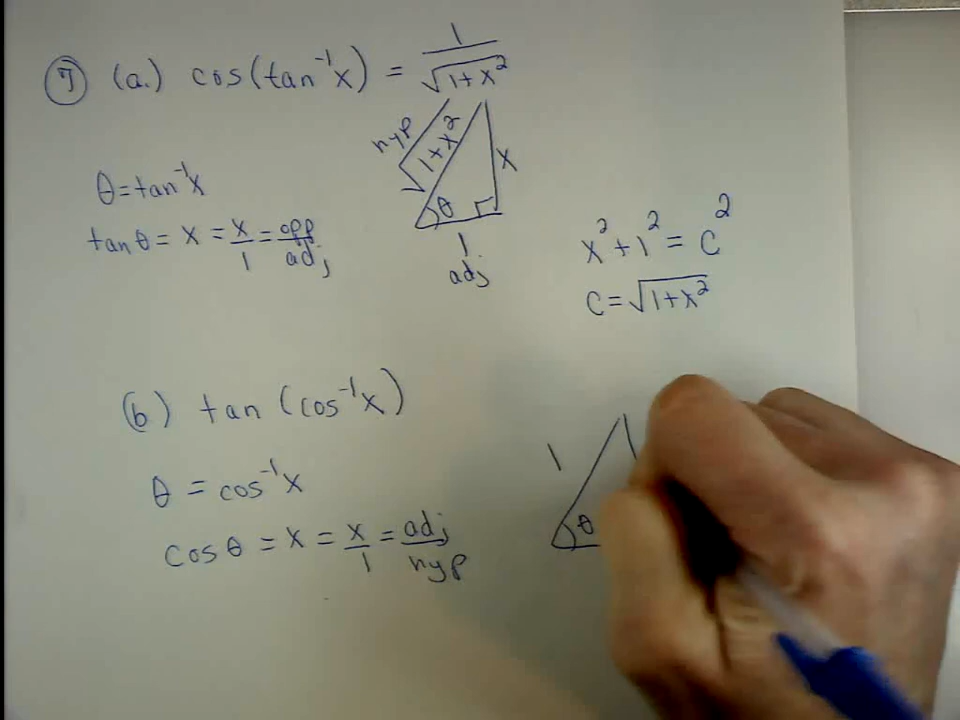 7 (a.) cos(tan⁻¹x) = 1/√(1+x²)
hyp √(1+x²) x
θ
1
adj
θ = tan⁻¹x
tan θ = x = x/1 = opp/adj
x² + 1² = c²
c = √(1+x²)
(b) tan (cos⁻¹x)
1
θ
θ = cos⁻¹x
cos θ = x = x/1 = adj/hyp